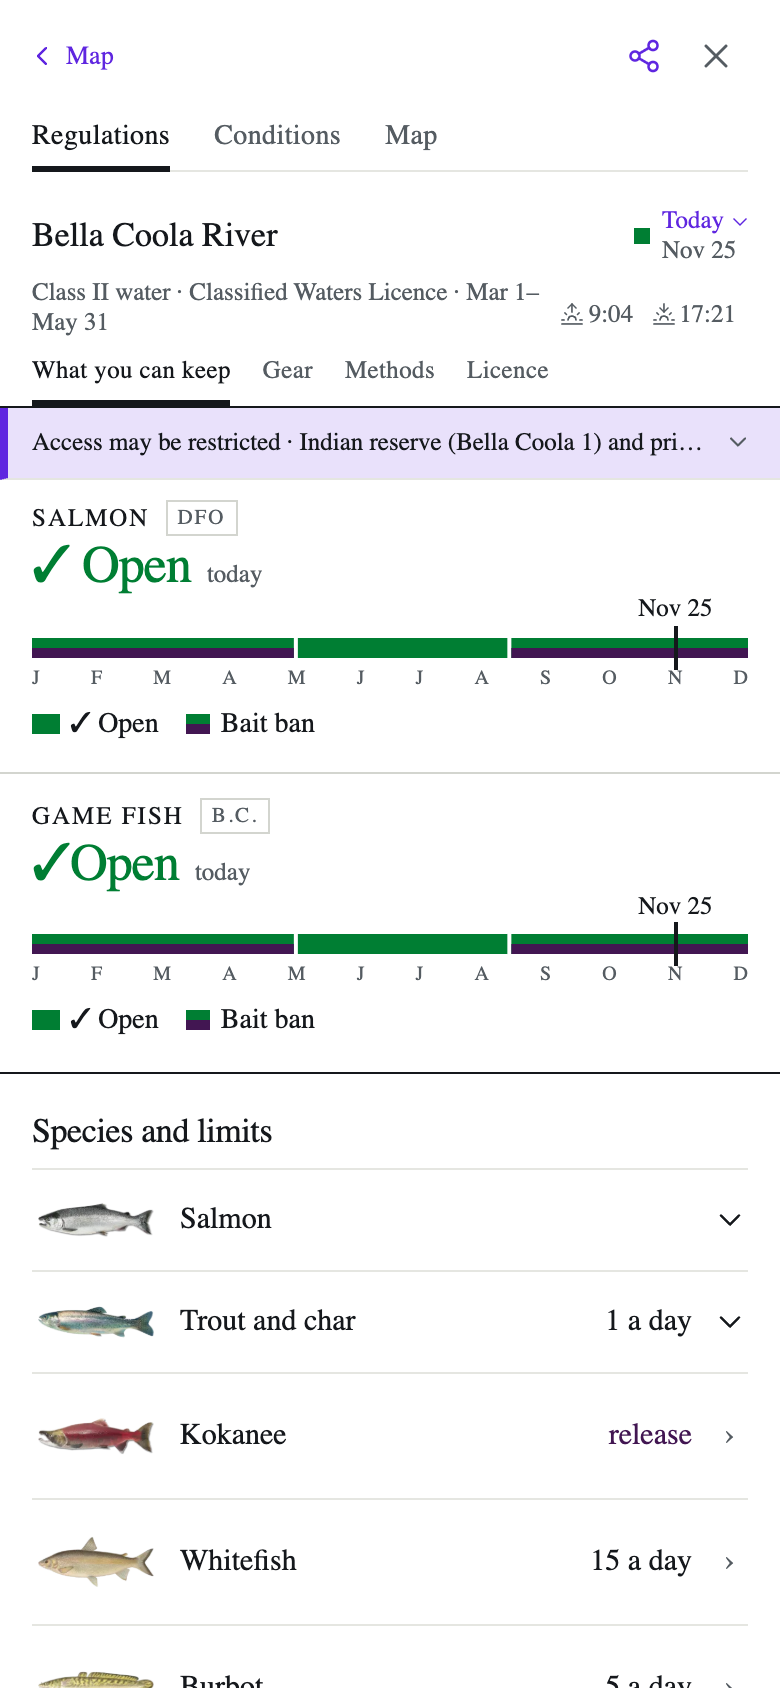 Map
Regulations Conditions Map
Bella Coola River
Today
Nov 25
Class II water · Classified Waters Licence · Mar 1–
May 31
9:04 17:21
What you can keep Gear Methods Licence
Access may be restricted · Indian reserve (Bella Coola 1) and pri…
SALMON DFO
✓ Open today
Nov 25
J F M A M J J A S O N D
✓ Open Bait ban
GAME FISH B.C.
✓Open today
Nov 25
J F M A M J J A S O N D
✓ Open Bait ban
Species and limits
Salmon
Trout and char 1 a day
Kokanee release
Whitefish 15 a day
Burbot 5 a day